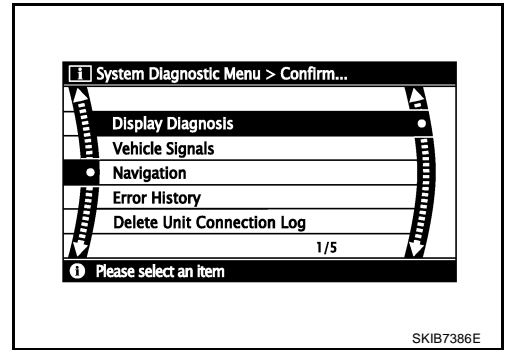 i System Diagnostic Menu > Confirm...
Display Diagnosis
Vehicle Signals
Navigation
Error History
Delete Unit Connection Log
1/5
i Please select an item
SKIB7386E